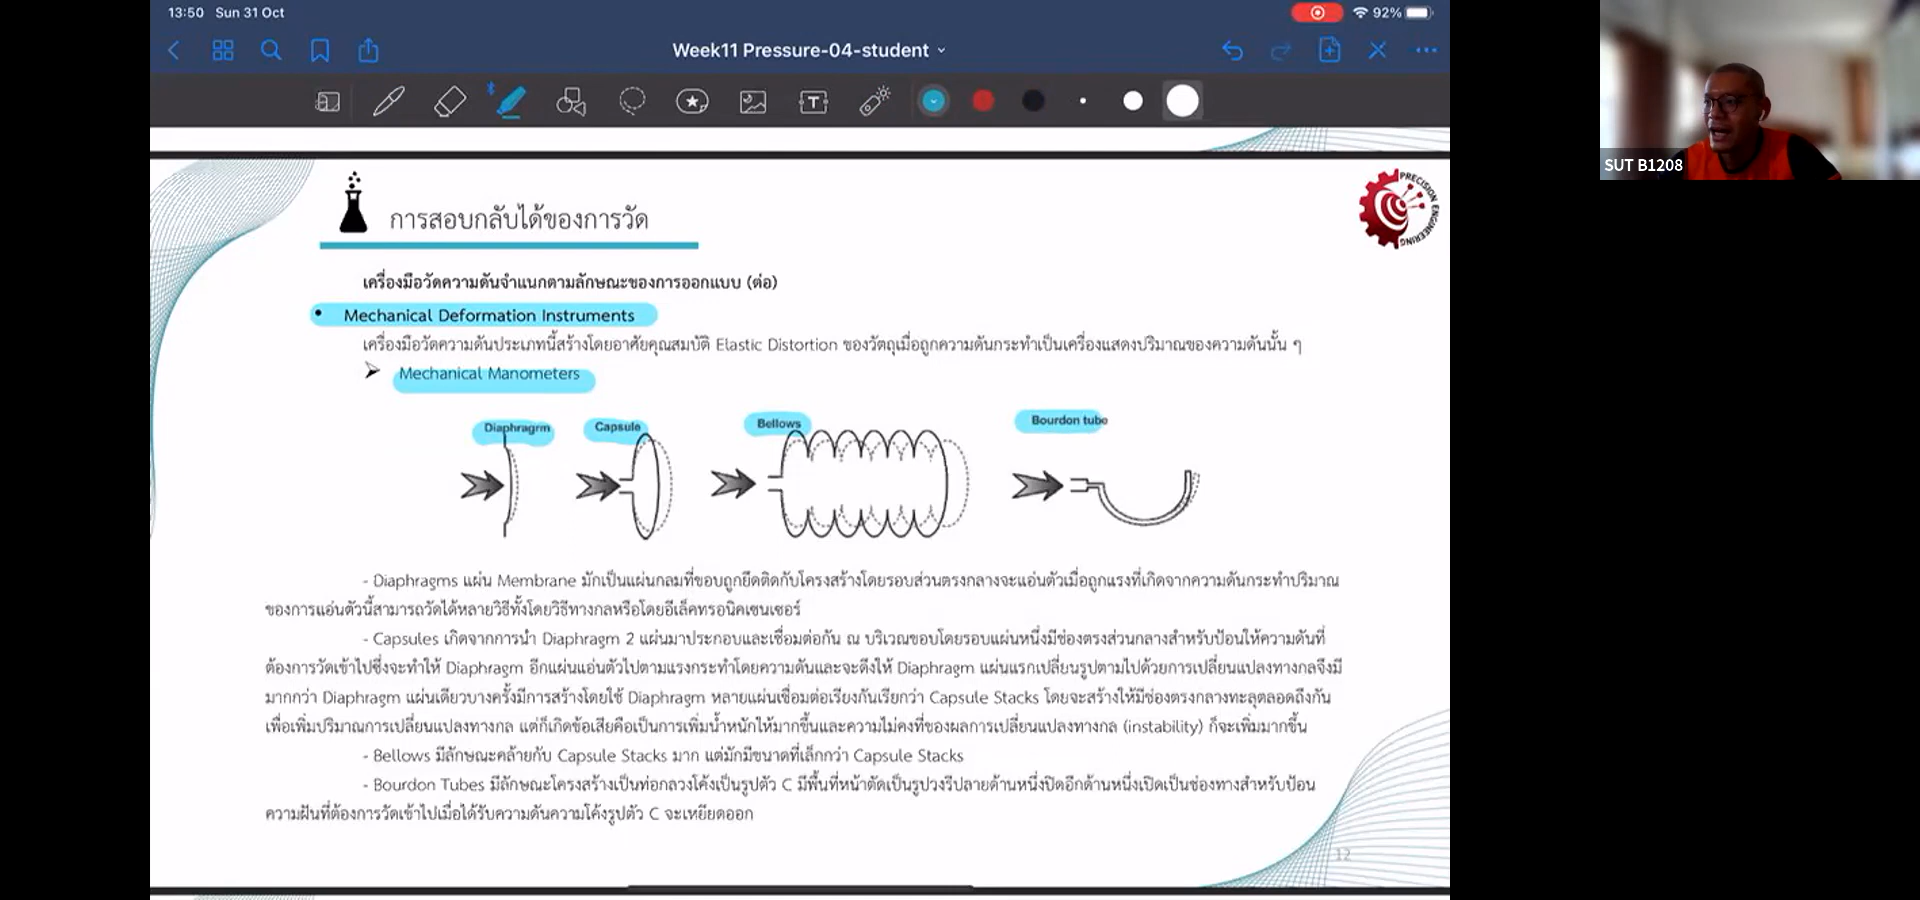 13:50 Sun 31 Oct
92%
Week11 Pressure-04-student
T
SUT B1208
PRECISION ENGINEERING
การสอบกลับได้ของการวัด
เครื่องมือวัดความดันจำแนกตามลักษณะของการออกแบบ (ต่อ)
• Mechanical Deformation Instruments
เครื่องมือวัดความดันประเภทนี้สร้างโดยอาศัยคุณสมบัติ Elastic Distortion ของวัตถุเมื่อถูกความดันกระทำเป็นเครื่องแสดงปริมาณของความดันนั้น ๆ
➢ Mechanical Manometers
Diaphragrm Capsule Bellows Bourdon tube
- Diaphragms แผ่น Membrane มักเป็นแผ่นกลมที่ขอบถูกยึดติดกับโครงสร้างโดยรอบส่วนตรงกลางจะแอ่นตัวเมื่อถูกแรงที่เกิดจากความดันกระทำปริมาณ
ของการแอ่นตัวนี้สามารถวัดได้หลายวิธีทั้งโดยวิธีทางกลหรือโดยอีเล็คทรอนิคเซนเซอร์
- Capsules เกิดจากการนำ Diaphragm 2 แผ่นมาประกอบและเชื่อมต่อกัน ณ บริเวณขอบโดยรอบแผ่นหนึ่งมีช่องตรงส่วนกลางสำหรับป้อนให้ความดันที่
ต้องการวัดเข้าไปซึ่งจะทำให้ Diaphragm อีกแผ่นแอ่นตัวไปตามแรงกระทำโดยความดันและจะดึงให้ Diaphragm แผ่นแรกเปลี่ยนรูปตามไปด้วยการเปลี่ยนแปลงทางกลจึงมี
มากกว่า Diaphragm แผ่นเดียวบางครั้งมีการสร้างโดยใช้ Diaphragm หลายแผ่นเชื่อมต่อเรียงกันเรียกว่า Capsule Stacks โดยจะสร้างให้มีช่องตรงกลางทะลุตลอดถึงกัน
เพื่อเพิ่มปริมาณการเปลี่ยนแปลงทางกล แต่ก็เกิดข้อเสียคือเป็นการเพิ่มน้ำหนักให้มากขึ้นและความไม่คงที่ของผลการเปลี่ยนแปลงทางกล (instability) ก็จะเพิ่มมากขึ้น
- Bellows มีลักษณะคล้ายกับ Capsule Stacks มาก แต่มักมีขนาดที่เล็กกว่า Capsule Stacks
- Bourdon Tubes มีลักษณะโครงสร้างเป็นท่อกลวงโค้งเป็นรูปตัว C มีพื้นที่หน้าตัดเป็นรูปวงรีปลายด้านหนึ่งปิดอีกด้านหนึ่งเปิดเป็นช่องทางสำหรับป้อน
ความฝันที่ต้องการวัดเข้าไปเมื่อได้รับความดันความโค้งรูปตัว C จะเหยียดออก
12